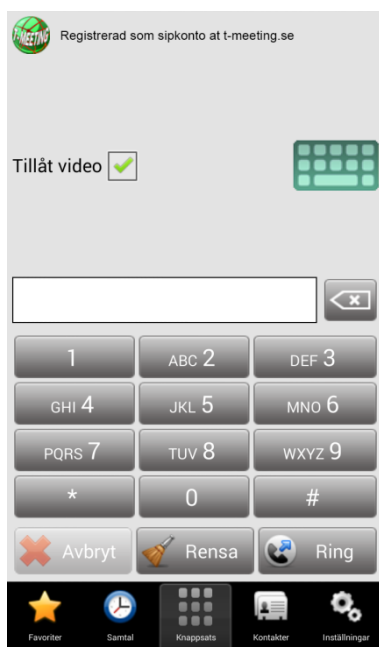 T-MEETING
Registrerad som sipkonto at t-meeting.se
Tillåt video
1
ABC 2
DEF 3
GHI 4
JKL 5
MNO 6
PQRS 7
TUV 8
WXYZ 9
*
0
#
Avbryt
Rensa
Ring
Favoriter
Samtal
Knappsats
Kontakter
Inställningar